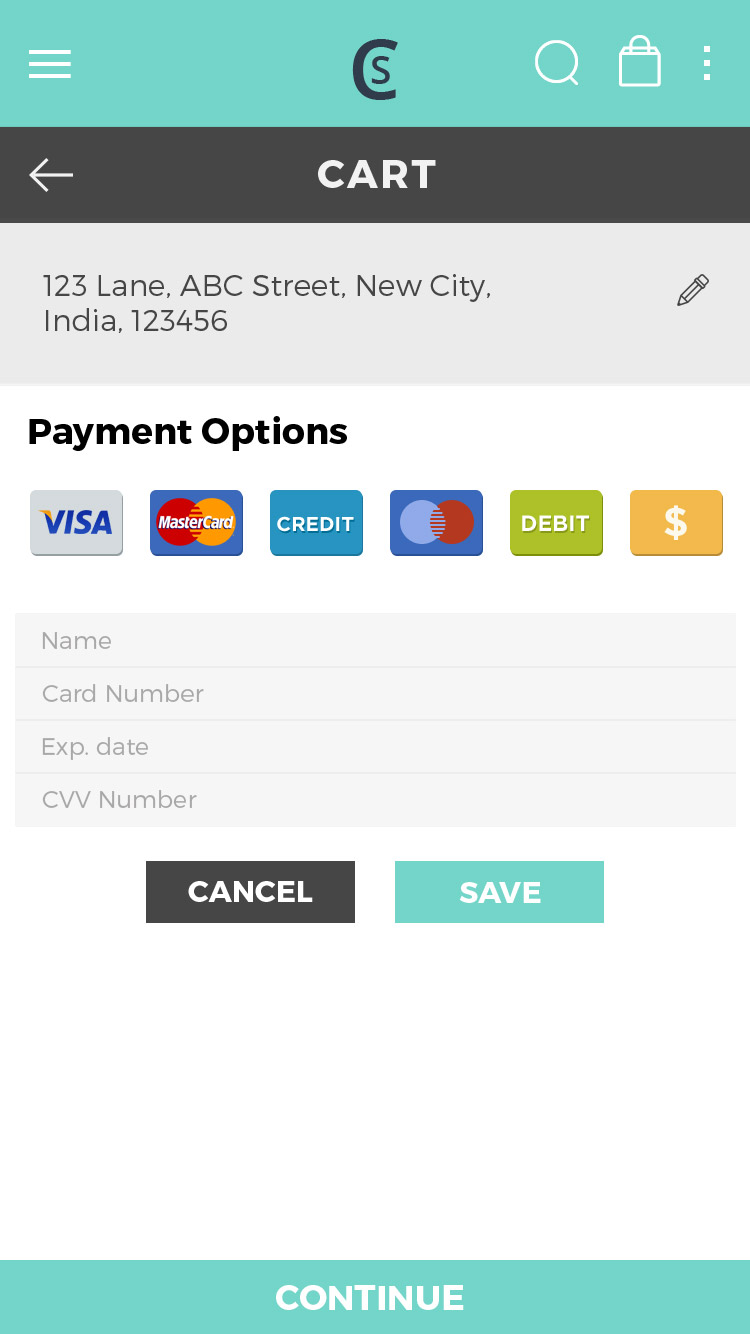 CS
CART
123 Lane, ABC Street, New City,
India, 123456
Payment Options
VISA MasterCard CREDIT DEBIT $
Name
Card Number
Exp. date
CVV Number
CANCEL SAVE
CONTINUE